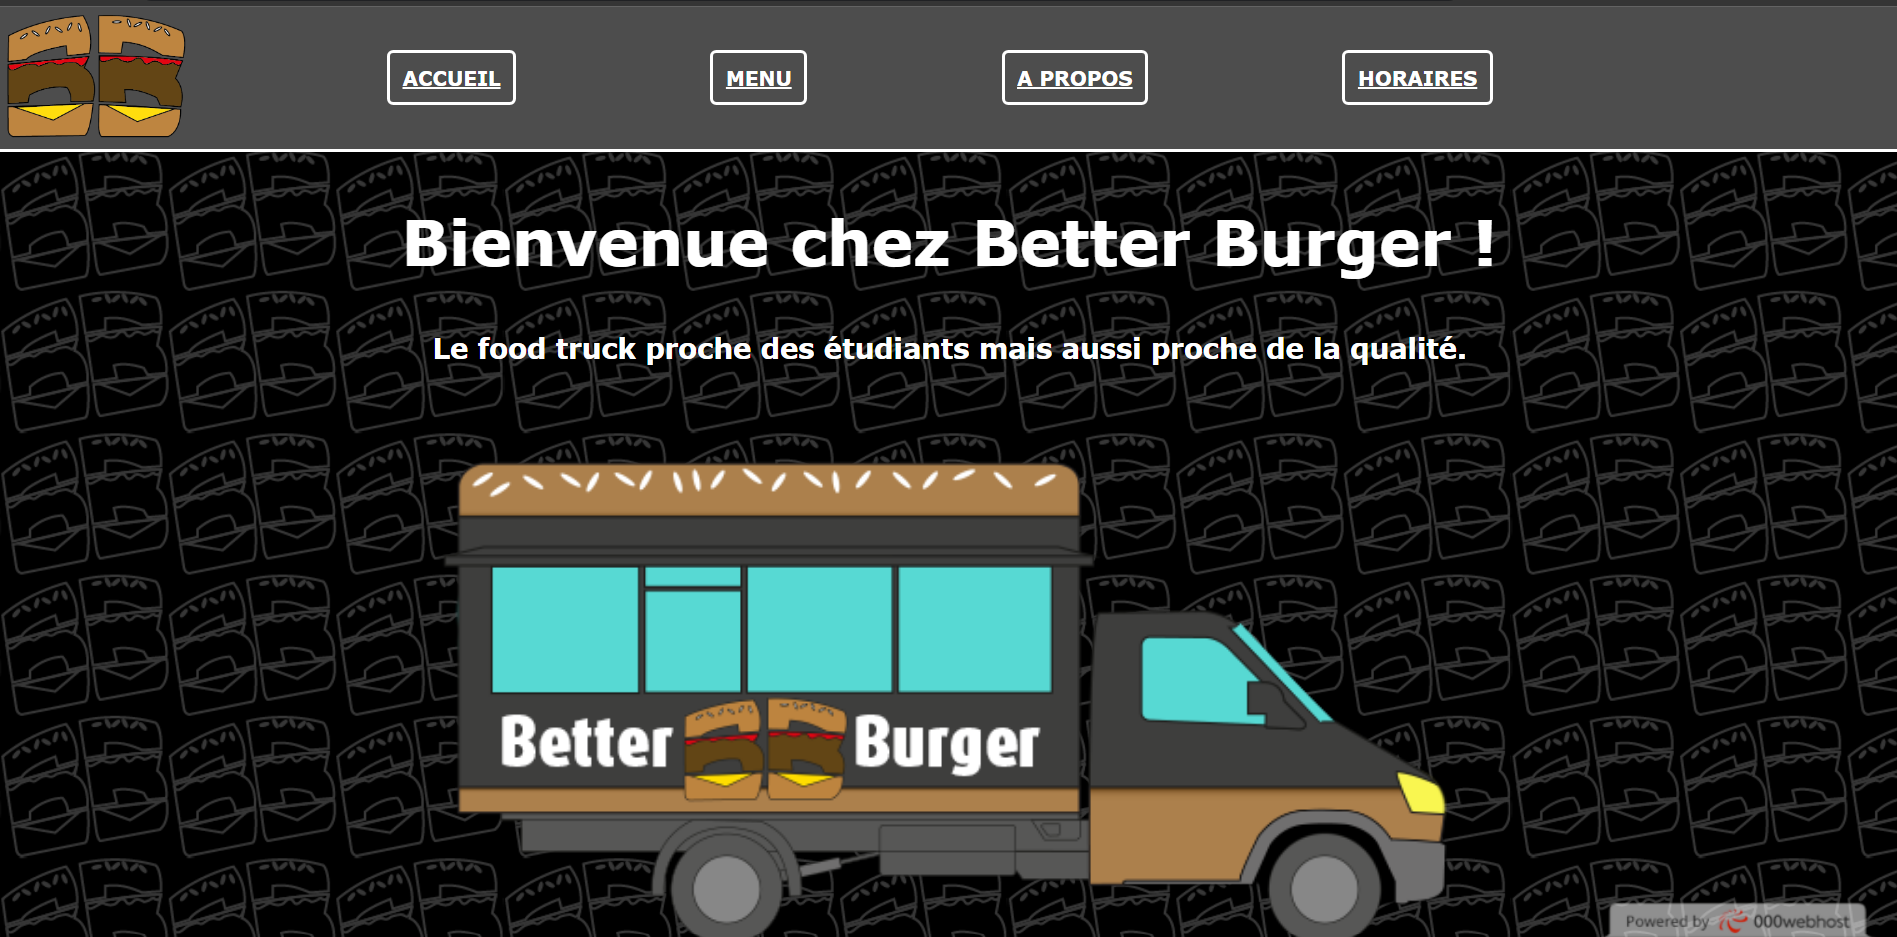 ACCUEIL
MENU
A PROPOS
HORAIRES
Bienvenue chez Better Burger !
Le food truck proche des étudiants mais aussi proche de la qualité.
Better BB Burger
Powered by 000webhost